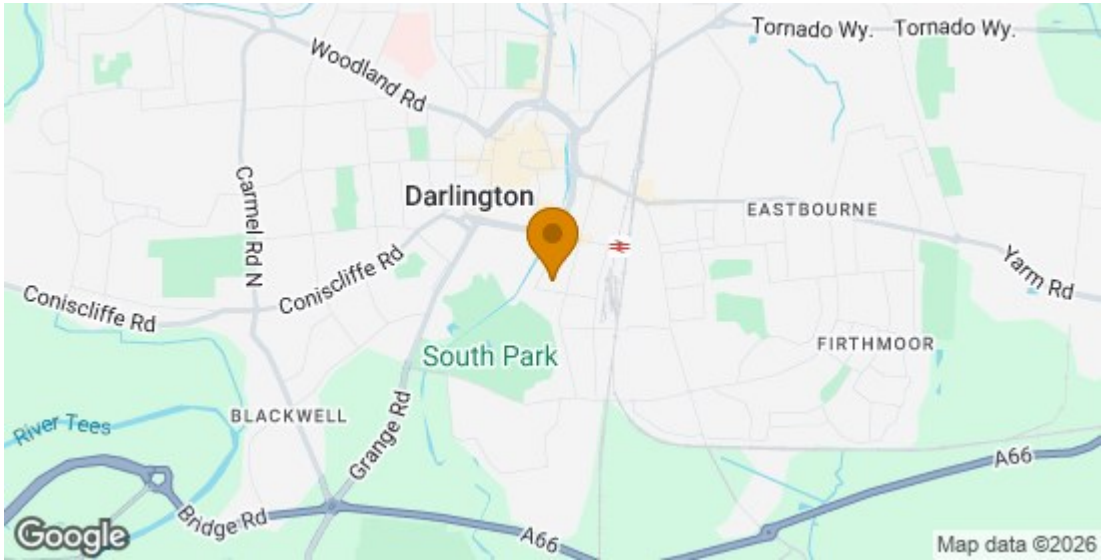 Tornado Wy.
Tornado Wy.
Woodland Rd
Darlington
EASTBOURNE
Carmel Rd N
Yarm Rd
Coniscliffe Rd
Coniscliffe Rd
South Park
FIRTHMOOR
BLACKWELL
River Tees
Grange Rd
A66
Bridge Rd
A66
Google
Map data ©2026